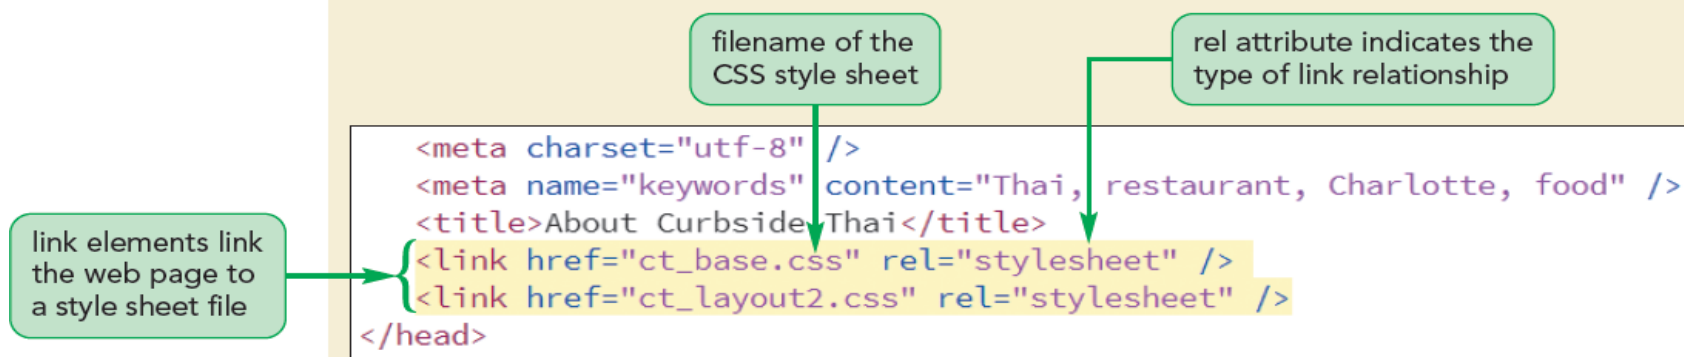 filename of the
CSS style sheet
rel attribute indicates the
type of link relationship
<meta charset="utf-8" />
<meta name="keywords" content="Thai, restaurant, Charlotte, food" />
<title>About Curbside Thai</title>
link elements link
the web page to
a style sheet file
<link href="ct_base.css" rel="stylesheet" />
<link href="ct_layout2.css" rel="stylesheet" />
</head>